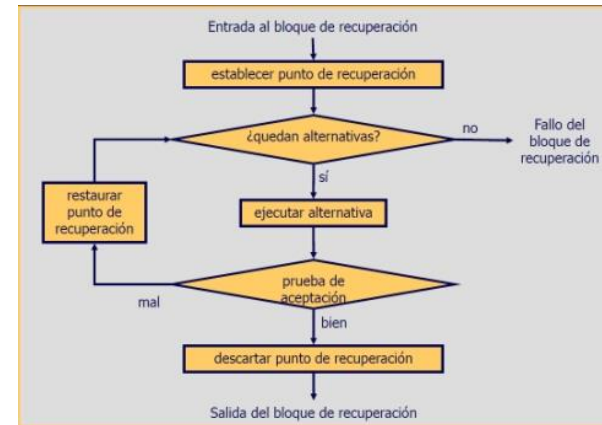 Entrada al bloque de recuperación
establecer punto de recuperación
¿quedan alternativas?
no
Fallo del
bloque de
recuperación
sí
restaurar
punto de
recuperación
ejecutar alternativa
prueba de
aceptación
mal
bien
descartar punto de recuperación
Salida del bloque de recuperación